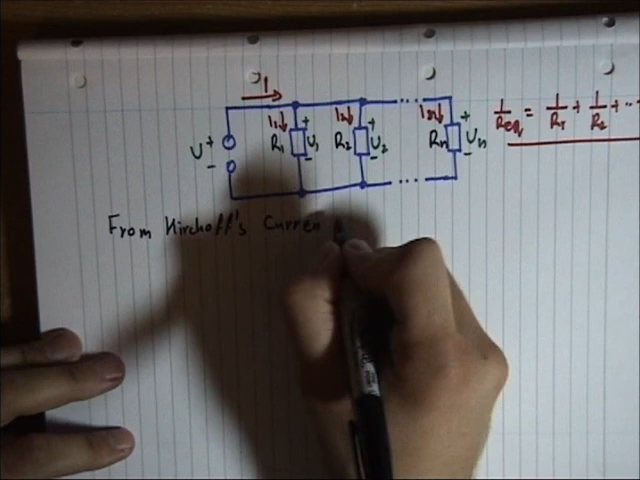 I
I₁ I₂ Iₙ
U + - R₁ + U₁ - R₂ + U₂ - ... Rₙ + Uₙ -
1/Req = 1/R₁ + 1/R₂ + ...
From Kirchoff's Curren